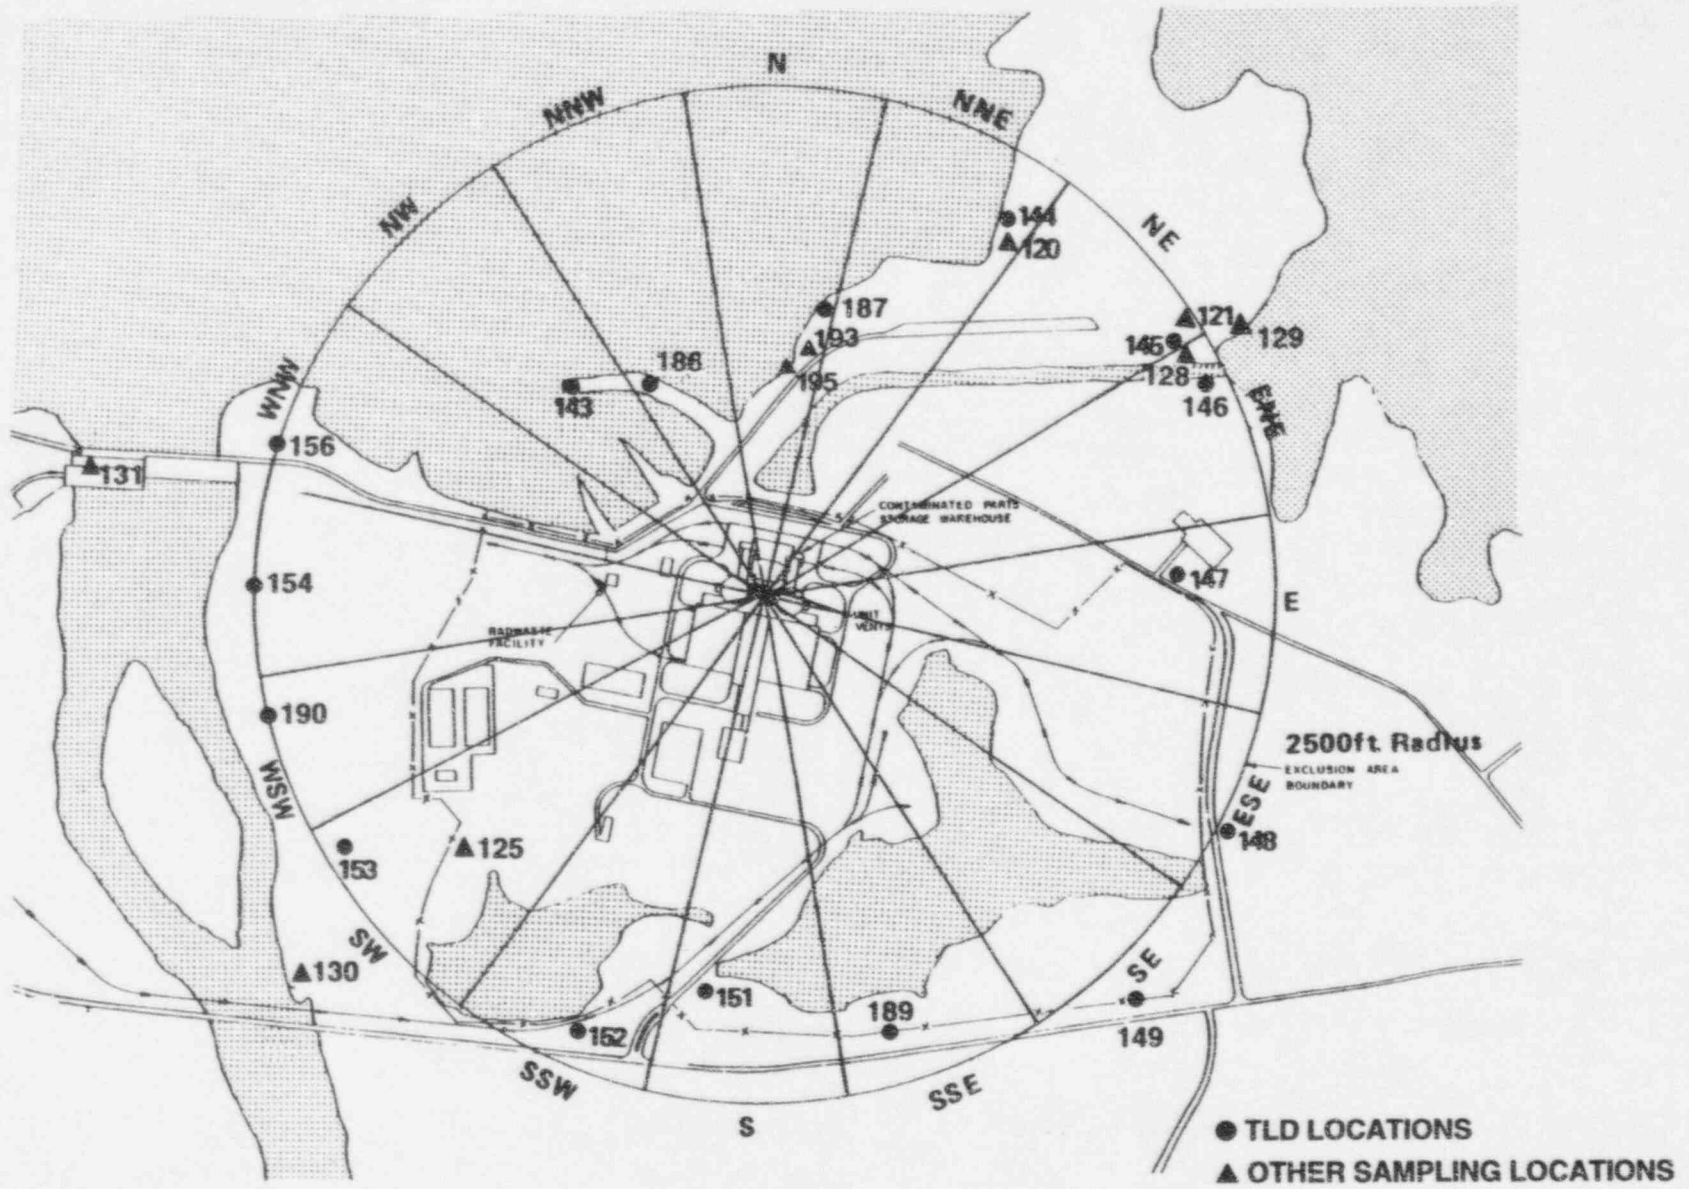 N
NNW
NNE
NW
NE
144
120
187
121
193
145
129
186
195
128
143
146
WNW
ENE
156
131
CONTAMINATED PARTS
STORAGE WAREHOUSE
154
147
E
UNIT
VENTS
RADWASTE
FACILITY
190
2500ft. Radius
EXCLUSION AREA
BOUNDARY
WSW
ESE
148
125
153
SW
SE
130
151
189
152
149
SSW
SSE
S
TLD LOCATIONS
OTHER SAMPLING LOCATIONS